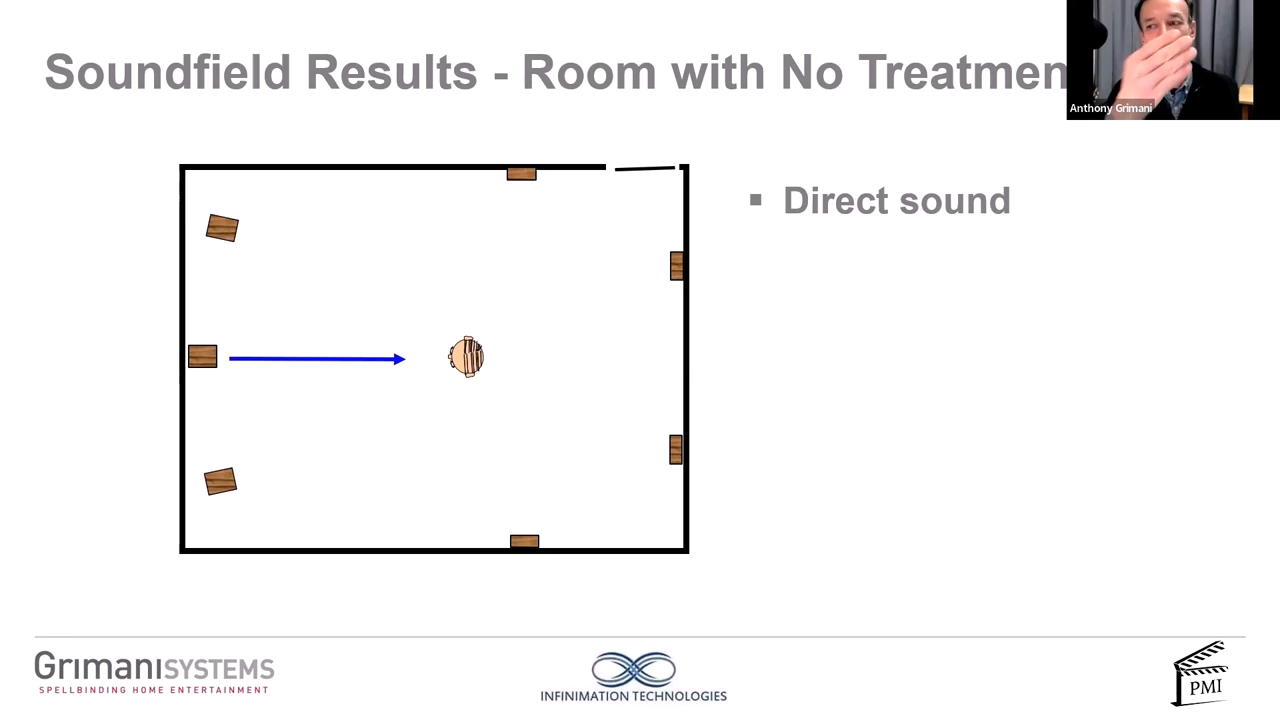 Soundfield Results - Room with No Treatmen
Anthony Grimani
▪ Direct sound
GrimaniSYSTEMS
SPELLBINDING HOME ENTERTAINMENT
INFINIMATION TECHNOLOGIES
PMI